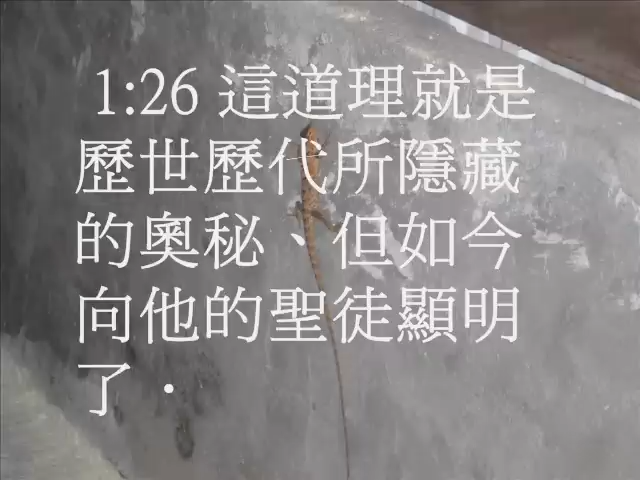 1:26 這道理就是
歷世歷代所隱藏
的奧秘、但如今
向他的聖徒顯明
了．